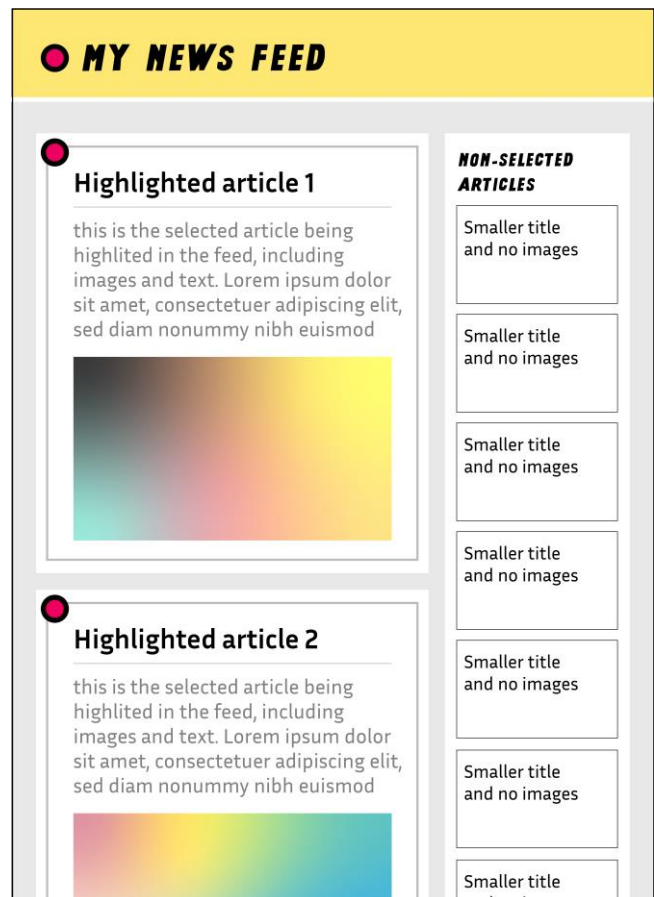 MY NEWS FEED
Highlighted article 1
this is the selected article being
highlited in the feed, including
images and text. Lorem ipsum dolor
sit amet, consectetuer adipiscing elit,
sed diam nonummy nibh euismod
Highlighted article 2
this is the selected article being
highlited in the feed, including
images and text. Lorem ipsum dolor
sit amet, consectetuer adipiscing elit,
sed diam nonummy nibh euismod
NON-SELECTED
ARTICLES
Smaller title
and no images
Smaller title
and no images
Smaller title
and no images
Smaller title
and no images
Smaller title
and no images
Smaller title
and no images
Smaller title